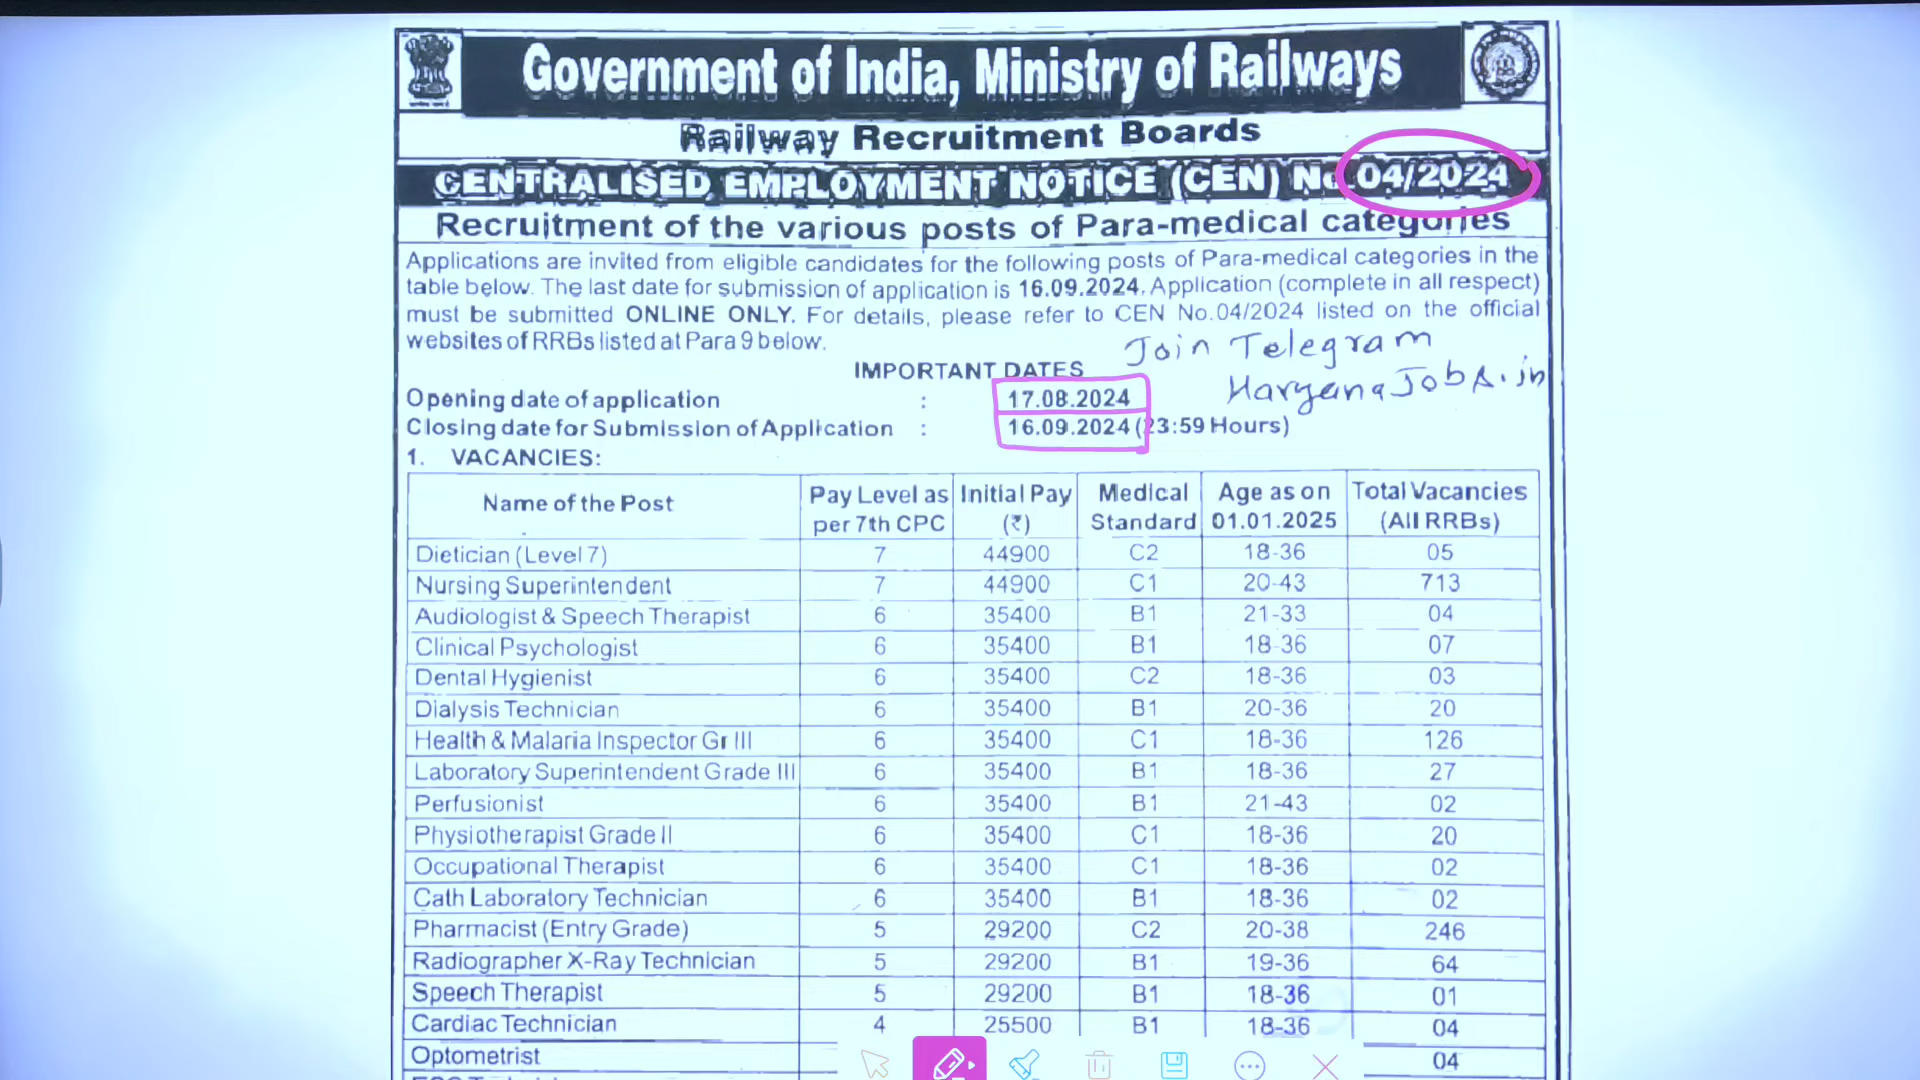 Government of India, Ministry of Railways
Railway Recruitment Boards
CENTRALISED EMPLOYMENT NOTICE (CEN) No.04/2024
Recruitment of the various posts of Para-medical categories
Applications are invited from eligible candidates for the following posts of Para-medical categories in the
table below. The last date for submission of application is 16.09.2024. Application (complete in all respect)
must be submitted ONLINE ONLY. For details, please refer to CEN No.04/2024 listed on the official
websites of RRBs listed at Para 9 below.
Join Telegram
HaryanaJobs.in
IMPORTANT DATES
Opening date of application : 17.08.2024
Closing date for Submission of Application : 16.09.2024 (23:59 Hours)
1. VACANCIES:
Name of the Post Pay Level as per 7th CPC Initial Pay (₹) Medical Standard Age as on 01.01.2025 Total Vacancies (All RRBs)
Dietician (Level 7) 7 44900 C2 18-36 05
Nursing Superintendent 7 44900 C1 20-43 713
Audiologist & Speech Therapist 6 35400 B1 21-33 04
Clinical Psychologist 6 35400 B1 18-36 07
Dental Hygienist 6 35400 C2 18-36 03
Dialysis Technician 6 35400 B1 20-36 20
Health & Malaria Inspector Gr III 6 35400 C1 18-36 126
Laboratory Superintendent Grade III 6 35400 B1 18-36 27
Perfusionist 6 35400 B1 21-43 02
Physiotherapist Grade II 6 35400 C1 18-36 20
Occupational Therapist 6 35400 C1 18-36 02
Cath Laboratory Technician 6 35400 B1 18-36 02
Pharmacist (Entry Grade) 5 29200 C2 20-38 246
Radiographer X-Ray Technician 5 29200 B1 19-36 64
Speech Therapist 5 29200 B1 18-36 01
Cardiac Technician 4 25500 B1 18-36 04
Optometrist 04